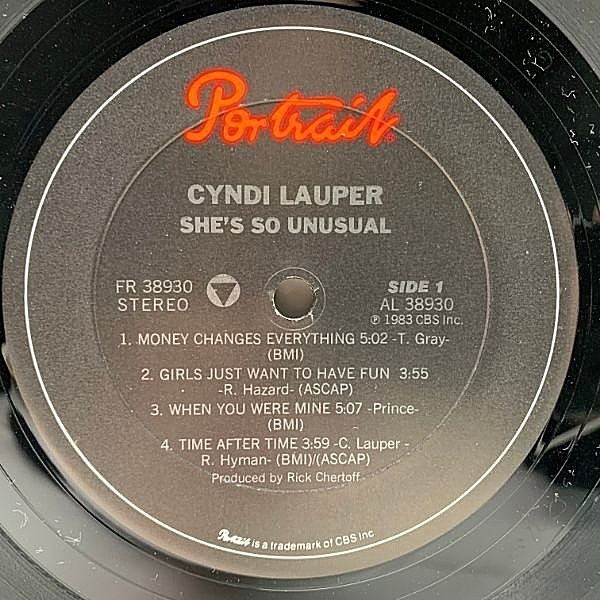 Portrait®
CYNDI LAUPER
SHE'S SO UNUSUAL
FR 38930
STEREO
SIDE 1
AL 38930
℗ 1983 CBS Inc.
1. MONEY CHANGES EVERYTHING 5:02 -T. Gray-
(BMI)
2. GIRLS JUST WANT TO HAVE FUN 3:55
-R. Hazard- (ASCAP)
3. WHEN YOU WERE MINE 5:07 -Prince-
(BMI)
4. TIME AFTER TIME 3:59 -C. Lauper -
R. Hyman- (BMI)/(ASCAP)
Produced by Rick Chertoff
Portrait is a trademark of CBS Inc